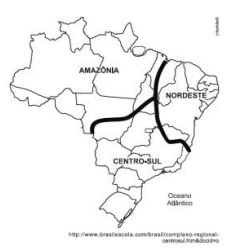 AMAZÔNIA
NORDESTE
CENTRO-SUL
Oceano
Atlântico
http://www.brasilescola.com/brasil/complexo-regional-
centrosul.htm&docid=o